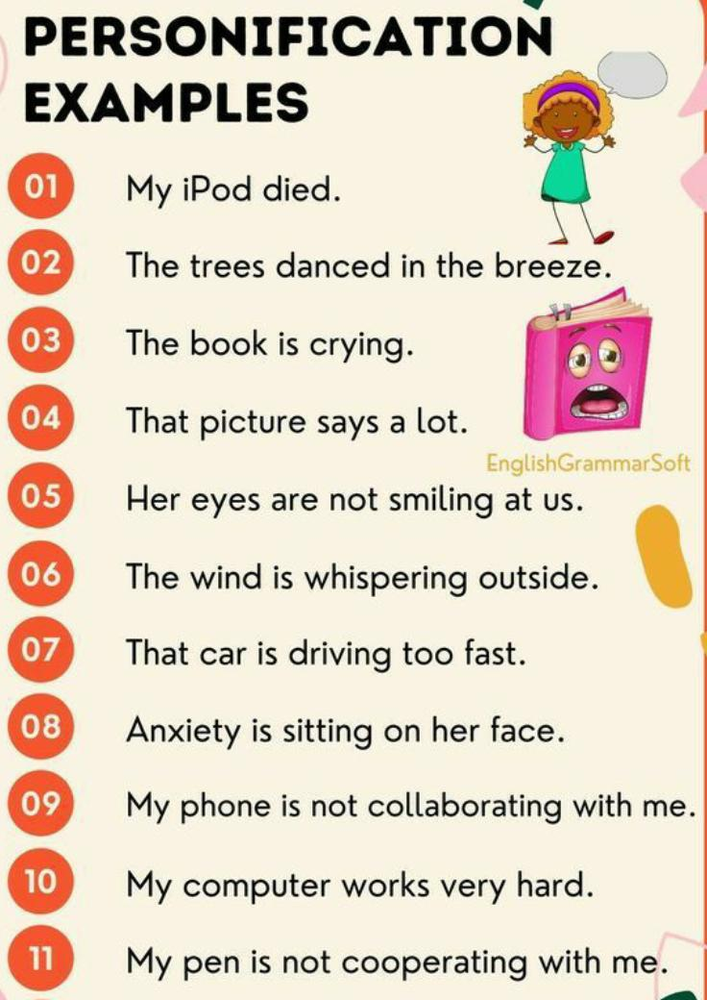 PERSONIFICATION
EXAMPLES
01 My iPod died.
02 The trees danced in the breeze.
03 The book is crying.
04 That picture says a lot.
EnglishGrammarSoft
05 Her eyes are not smiling at us.
06 The wind is whispering outside.
07 That car is driving too fast.
08 Anxiety is sitting on her face.
09 My phone is not collaborating with me.
10 My computer works very hard.
11 My pen is not cooperating with me.